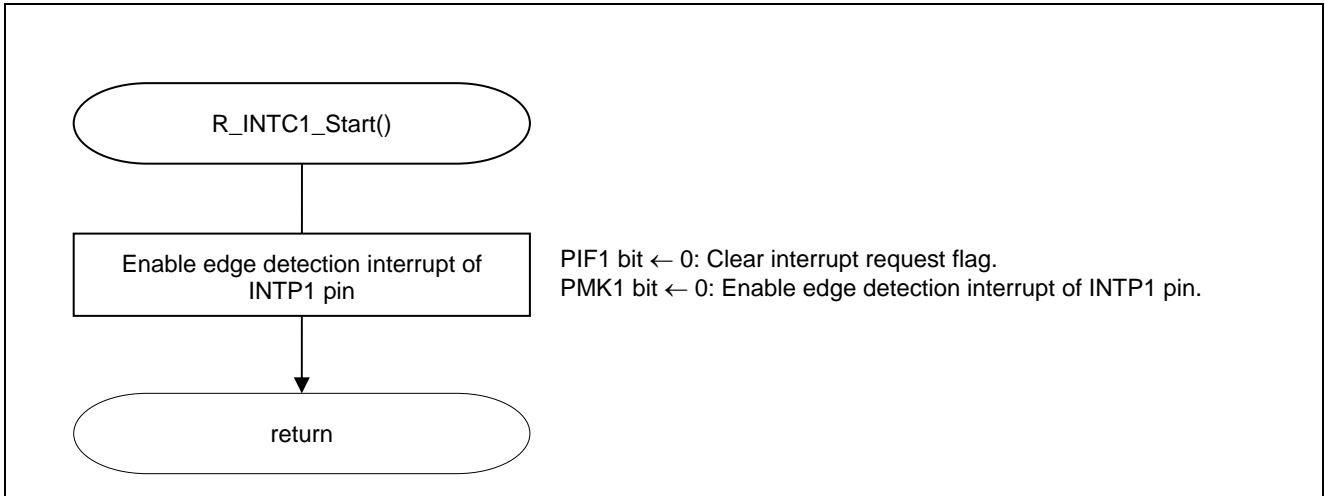 R_INTC1_Start()
Enable edge detection interrupt of
INTP1 pin
PIF1 bit ← 0: Clear interrupt request flag.
PMK1 bit ← 0: Enable edge detection interrupt of INTP1 pin.
return